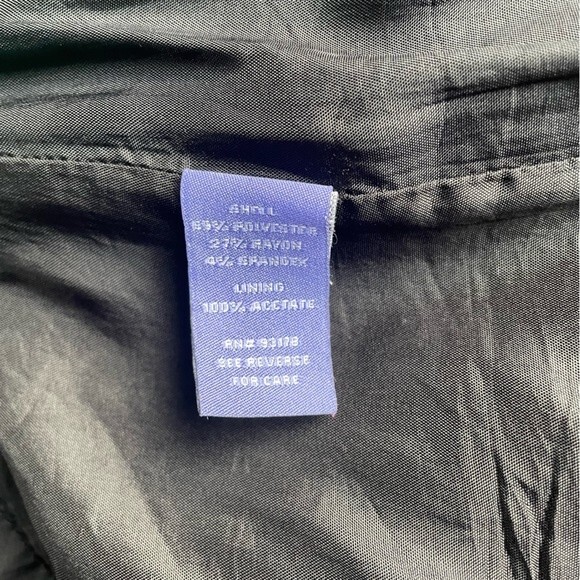 SHELL
69% POLYESTER
27% RAYON
4% SPANDEX
LINING
100% ACETATE
RN# 93178
SEE REVERSE
FOR CARE